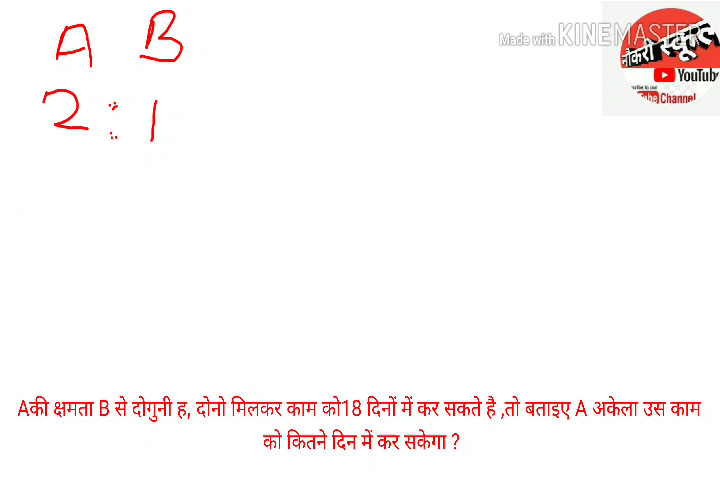 A B
2 : 1
Made with KINEMASTER
नौकरी स्कूल
YouTube
Channel
Aकी क्षमता B से दोगुनी ह, दोनो मिलकर काम को18 दिनों में कर सकते है ,तो बताइए A अकेला उस काम
को कितने दिन में कर सकेगा ?